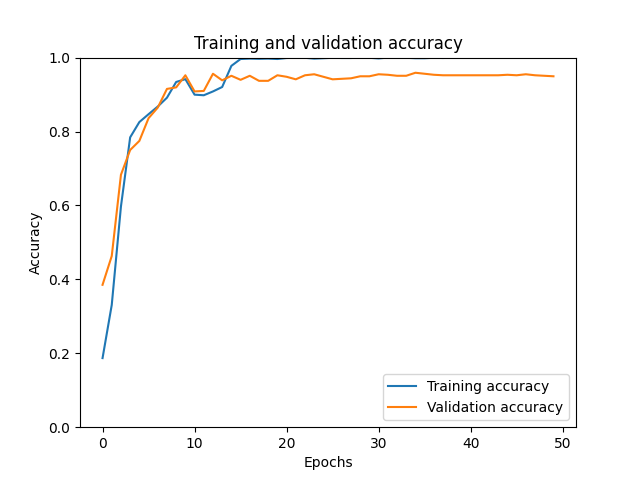 Training and validation accuracy
1.0
0.8
0.6
0.4
0.2
0.0
Accuracy
0 10 20 30 40 50
Epochs
Training accuracy
Validation accuracy